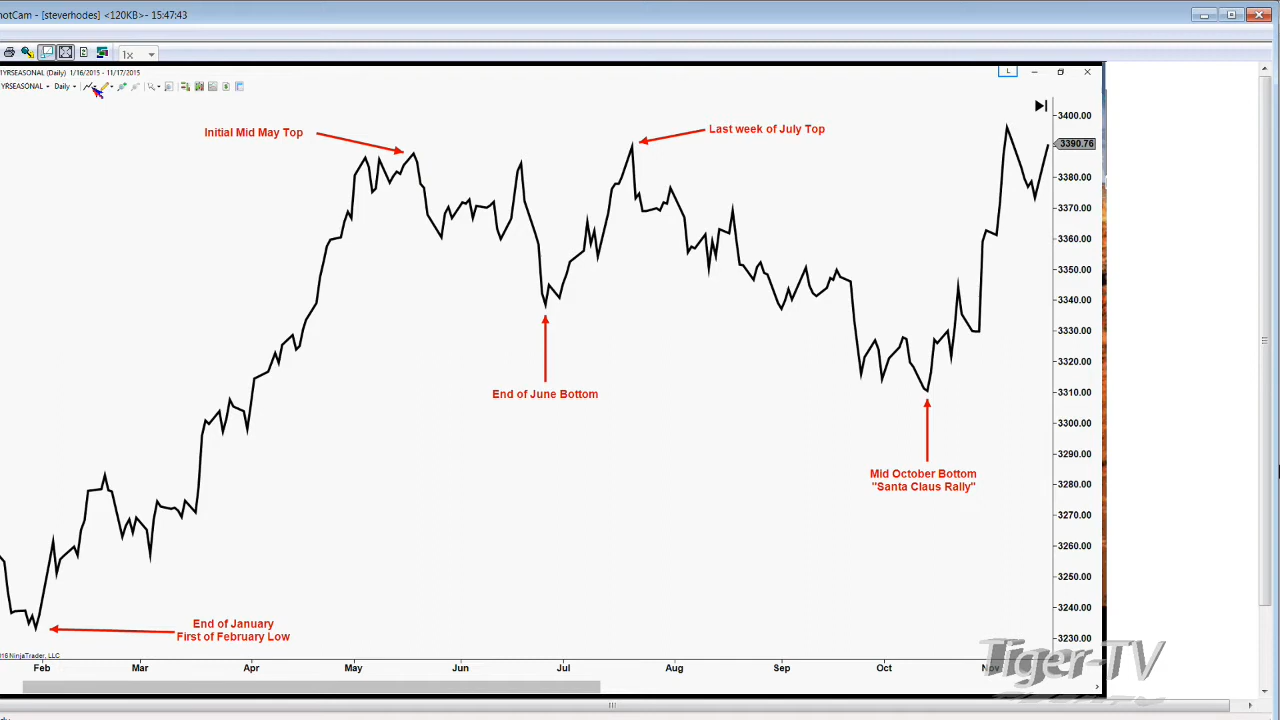 notCam - [steverhodes] <120KB> - 15:47:43
1x
1YRSEASONAL (Daily) 1/16/2015 - 11/17/2015
L
YRSEASONAL
Daily
Initial Mid May Top
Last week of July Top
End of June Bottom
Mid October Bottom
"Santa Claus Rally"
End of January
First of February Low
3400.00
3390.76
3380.00
3370.00
3360.00
3350.00
3340.00
3330.00
3320.00
3310.00
3300.00
3290.00
3280.00
3270.00
3260.00
3250.00
3240.00
3230.00
16 NinjaTrader, LLC
Feb Mar Apr May Jun Jul Aug Sep Oct Nov
Tiger-TV